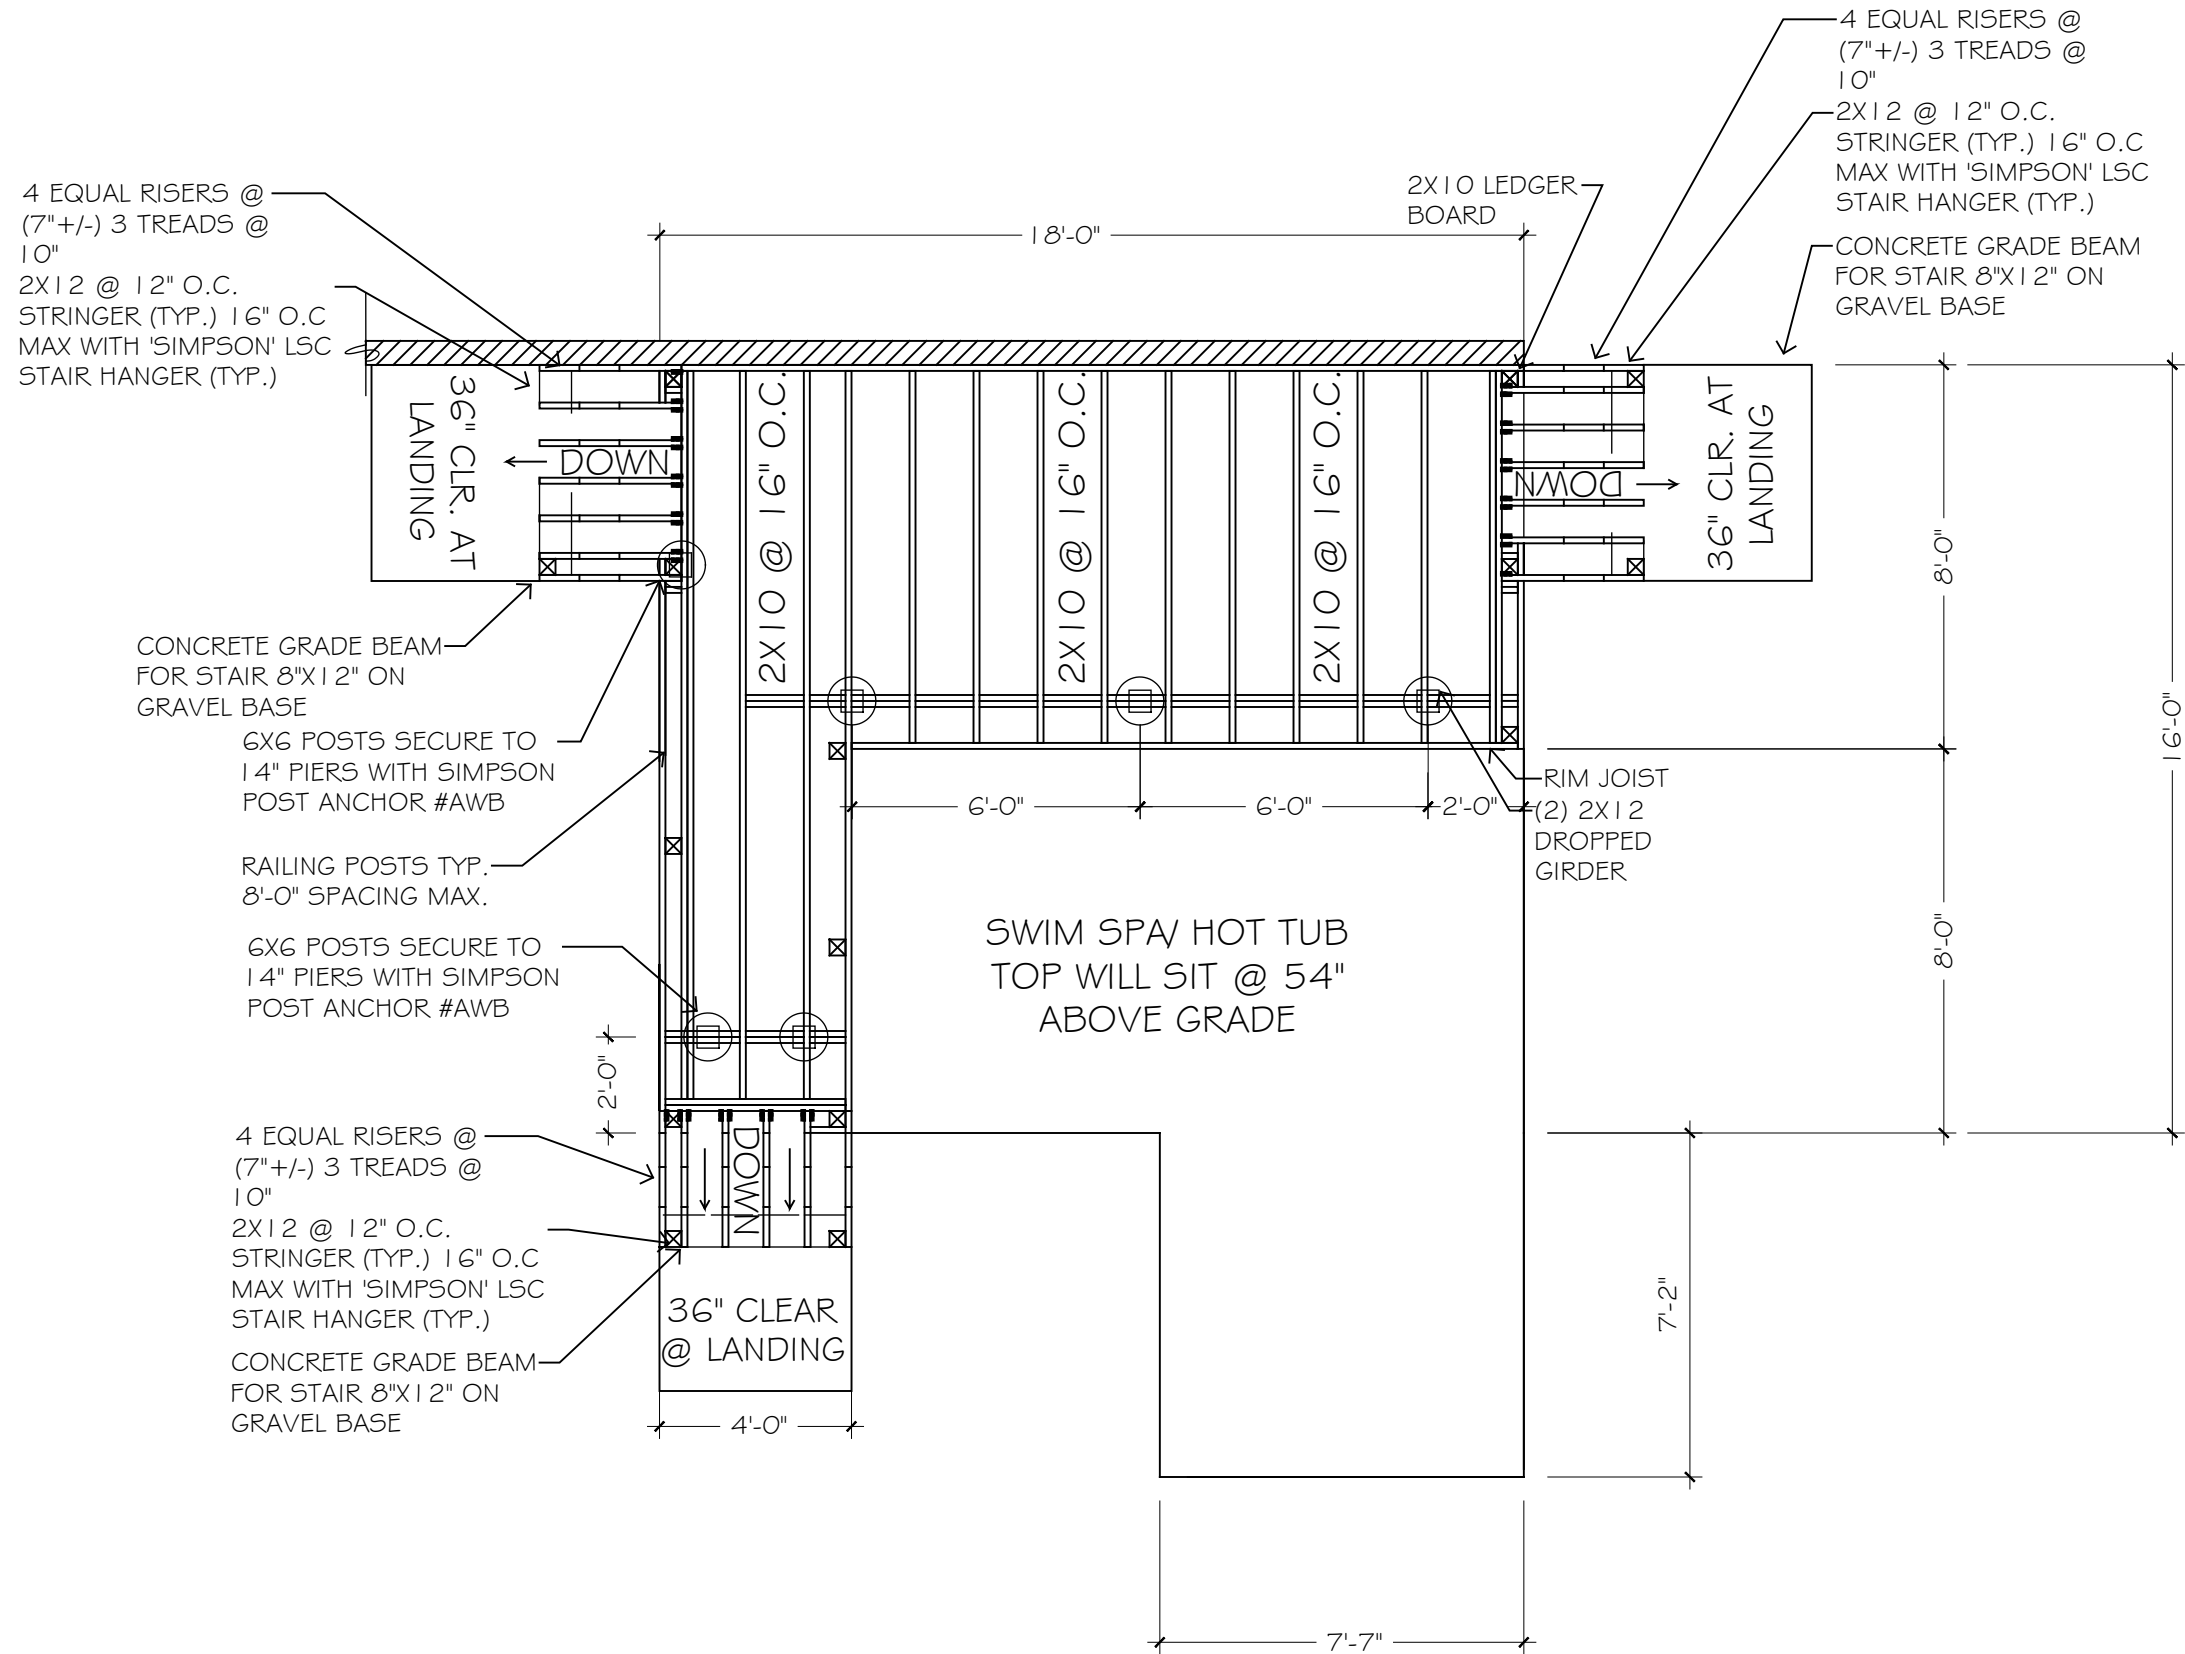 4 EQUAL RISERS @
(7"+/-) 3 TREADS @
10"
2X12 @ 12" O.C.
STRINGER (TYP.) 16" O.C
MAX WITH 'SIMPSON' LSC
STAIR HANGER (TYP.)
CONCRETE GRADE BEAM
FOR STAIR 8"X12" ON
GRAVEL BASE
2X10 LEDGER
BOARD
18'-0"
4 EQUAL RISERS @
(7"+/-) 3 TREADS @
10"
2X12 @ 12" O.C.
STRINGER (TYP.) 16" O.C
MAX WITH 'SIMPSON' LSC
STAIR HANGER (TYP.)
36" CLR. AT
LANDING
DOWN
2X10 @ 16" O.C.
2X10 @ 16" O.C.
2X10 @ 16" O.C.
DOWN
36" CLR. AT
LANDING
8'-0"
16'-0"
8'-0"
CONCRETE GRADE BEAM
FOR STAIR 8"X12" ON
GRAVEL BASE
6X6 POSTS SECURE TO
14" PIERS WITH SIMPSON
POST ANCHOR #AWB
RAILING POSTS TYP.
8'-0" SPACING MAX.
6X6 POSTS SECURE TO
14" PIERS WITH SIMPSON
POST ANCHOR #AWB
6'-0"
6'-0"
2'-0"
RIM JOIST
(2) 2X12
DROPPED
GIRDER
SWIM SPA/ HOT TUB
TOP WILL SIT @ 54"
ABOVE GRADE
2'-0"
4 EQUAL RISERS @
(7"+/-) 3 TREADS @
10"
2X12 @ 12" O.C.
STRINGER (TYP.) 16" O.C
MAX WITH 'SIMPSON' LSC
STAIR HANGER (TYP.)
CONCRETE GRADE BEAM
FOR STAIR 8"X12" ON
GRAVEL BASE
DOWN
36" CLEAR
@ LANDING
4'-0"
7'-2"
7'-7"